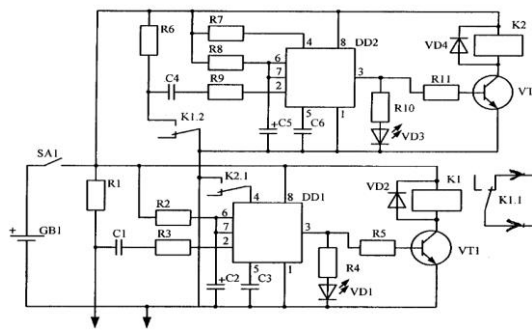 R7
R6
R8
DD2
K2
VD4
4
8
6
7
2
3
C4
R9
R11
VT
5
1
R10
K1.2
+C5
C6
VD3
SA1
K2.1
R1
R2
DD1
VD2
K1
K1.1
4
8
6
7
2
3
GB1
+
C1
R3
R5
VT1
5
1
R4
+C2
C3
VD1